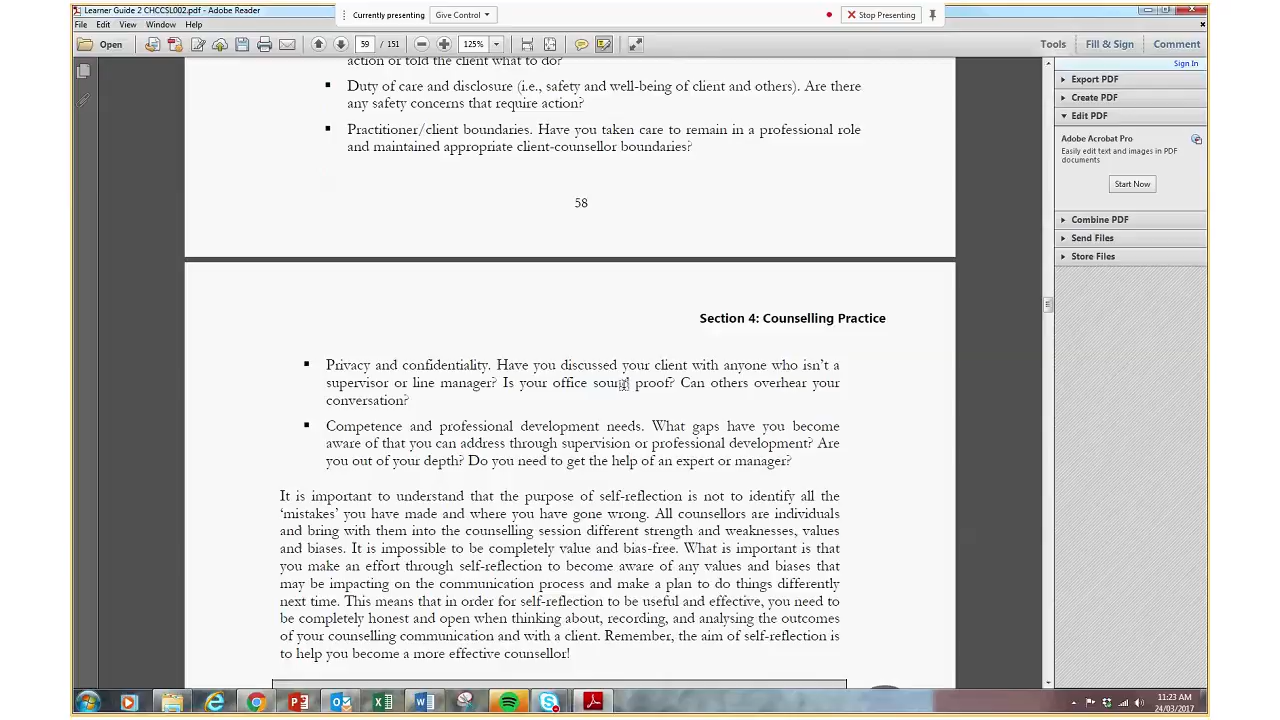 Learner Guide 2 CHCCSL002.pdf - Adobe Reader
Currently presenting
Give Control
Stop Presenting
File Edit View Window Help
Open
59 / 151
125%
Tools
Fill & Sign
Comment
Sign In
action or told the client what to do?
Duty of care and disclosure (i.e., safety and well-being of client and others). Are there
any safety concerns that require action?
Practitioner/client boundaries. Have you taken care to remain in a professional role
and maintained appropriate client-counsellor boundaries?
58
Section 4: Counselling Practice
Privacy and confidentiality. Have you discussed your client with anyone who isn't a
supervisor or line manager? Is your office sound proof? Can others overhear your
conversation?
Competence and professional development needs. What gaps have you become
aware of that you can address through supervision or professional development? Are
you out of your depth? Do you need to get the help of an expert or manager?
It is important to understand that the purpose of self-reflection is not to identify all the
'mistakes' you have made and where you have gone wrong. All counsellors are individuals
and bring with them into the counselling session different strength and weaknesses, values
and biases. It is impossible to be completely value and bias-free. What is important is that
you make an effort through self-reflection to become aware of any values and biases that
may be impacting on the communication process and make a plan to do things differently
next time. This means that in order for self-reflection to be useful and effective, you need to
be completely honest and open when thinking about, recording, and analysing the outcomes
of your counselling communication and with a client. Remember, the aim of self-reflection is
to help you become a more effective counsellor!
Export PDF
Create PDF
Edit PDF
Adobe Acrobat Pro
Easily edit text and images in PDF
documents
Start Now
Combine PDF
Send Files
Store Files
11:23 AM
24/03/2017